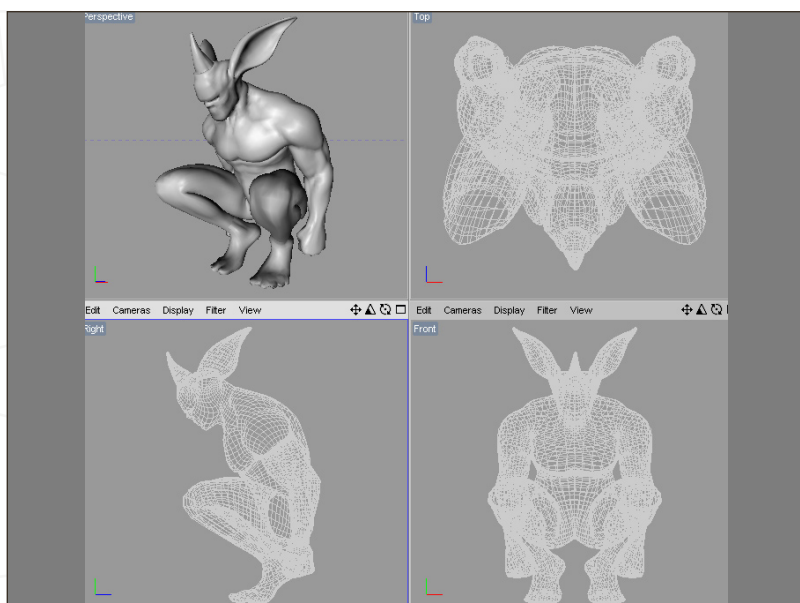 Perspective
Top
Edit Cameras Display Filter View
Edit Cameras Display Filter View
Right
Front